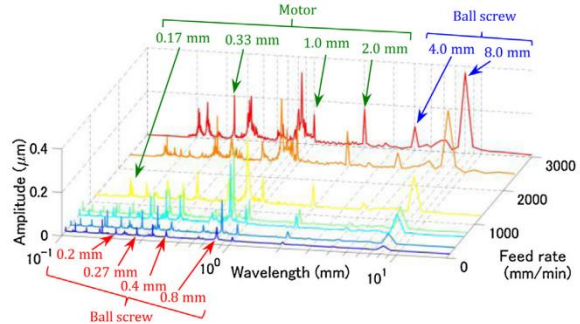 Motor
Ball screw
0.17 mm
0.33 mm
1.0 mm
2.0 mm
4.0 mm
8.0 mm
0.4
0.2
0
Amplitude (μm)
3000
2000
1000
0
Feed rate
(mm/min)
10⁻¹
10⁰
10¹
Wavelength (mm)
0.2 mm
0.27 mm
0.4 mm
0.8 mm
Ball screw